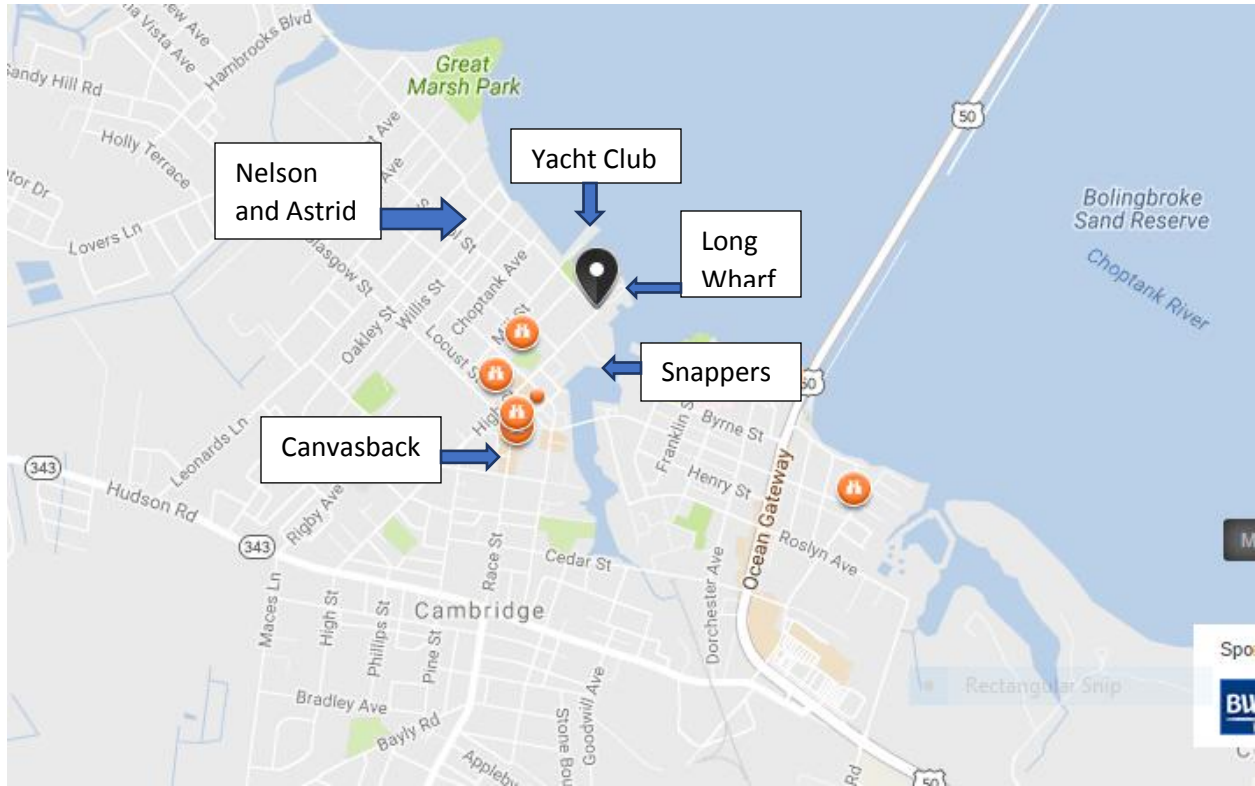 Hambrooks Blvd
Great
Marsh Park
Holly Terrace
Lovers Ln
Nelson
and Astrid
Yacht Club
Long
Wharf
50
Bolingbroke
Sand Reserve
Choptank River
Glasgow St
Oakley St
Willis St
Choptank Ave
Mill St
Locust St
Snappers
50
Canvasback
Leonards Ln
Byrne St
Franklin St
Henry St
Ocean Gateway
343
Hudson Rd
Rigby Ave
343
Race St
Cedar St
Roslyn Ave
Dorchester Ave
Cambridge
Maces Ln
High St
Phillips St
Pine St
Bradley Ave
Bayly Rd
Goodwill Ave
Rectangular Snip
50
Rd